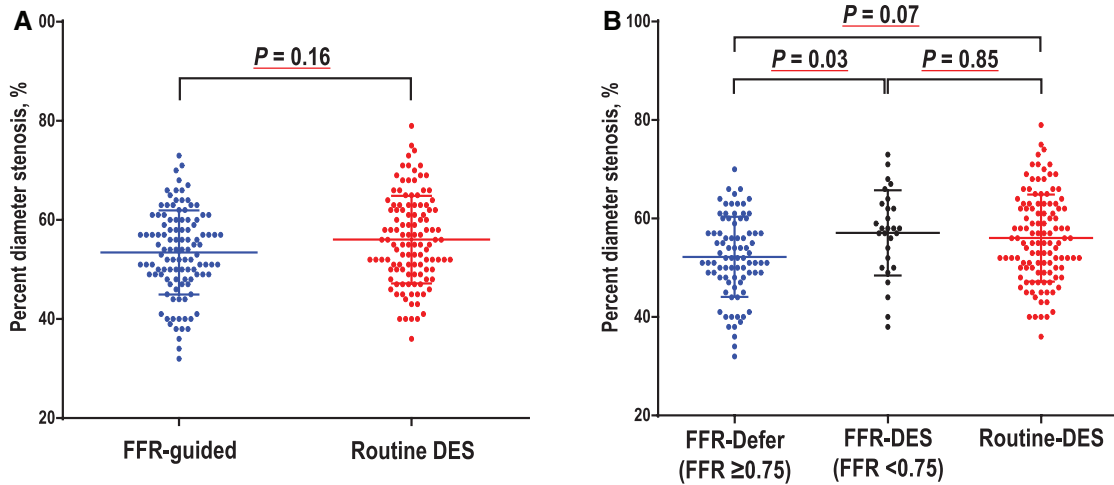 A
Percent diameter stenosis, %
00
80
60
40
20
P = 0.16
FFR-guided
Routine DES
B
Percent diameter stenosis, %
100
80
60
40
20
P = 0.07
P = 0.03
P = 0.85
FFR-Defer
(FFR ≥0.75)
FFR-DES
(FFR <0.75)
Routine-DES